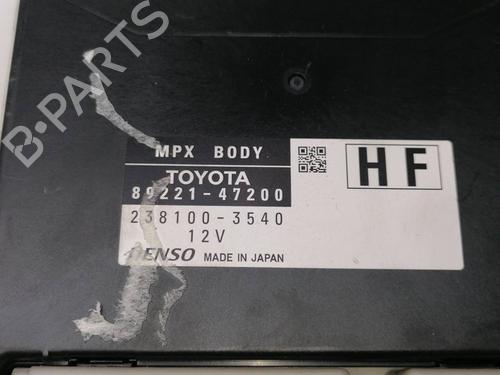 B-PARTS
MPX BODY
TOYOTA
89221-47200
238100-3540
12V
DENSO MADE IN JAPAN
HF